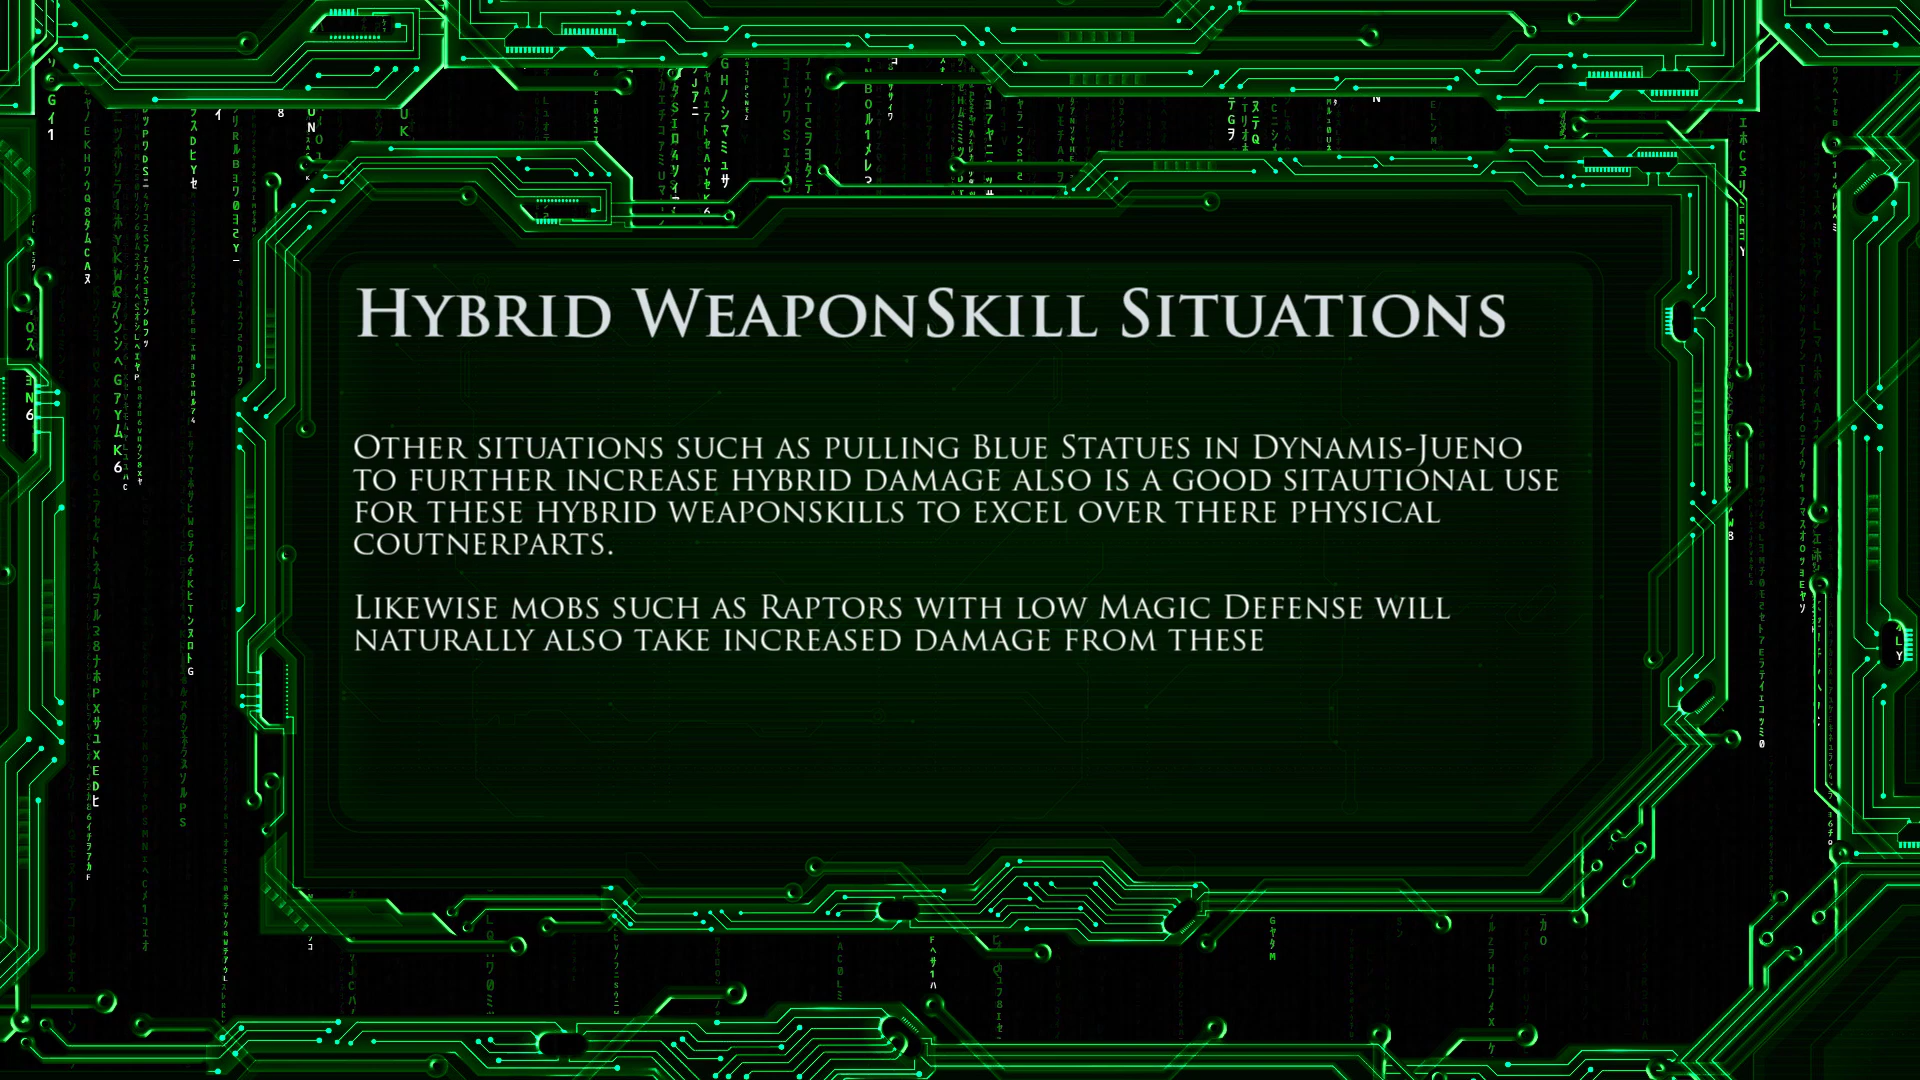 Hybrid WeaponSkill Situations
Other situations such as pulling Blue Statues in Dynamis-Jueno
to further increase hybrid damage also is a good sitautional use
for these hybrid weaponskills to excel over there physical
coutnerparts.
Likewise mobs such as Raptors with low Magic Defense will
naturally also take increased damage from these